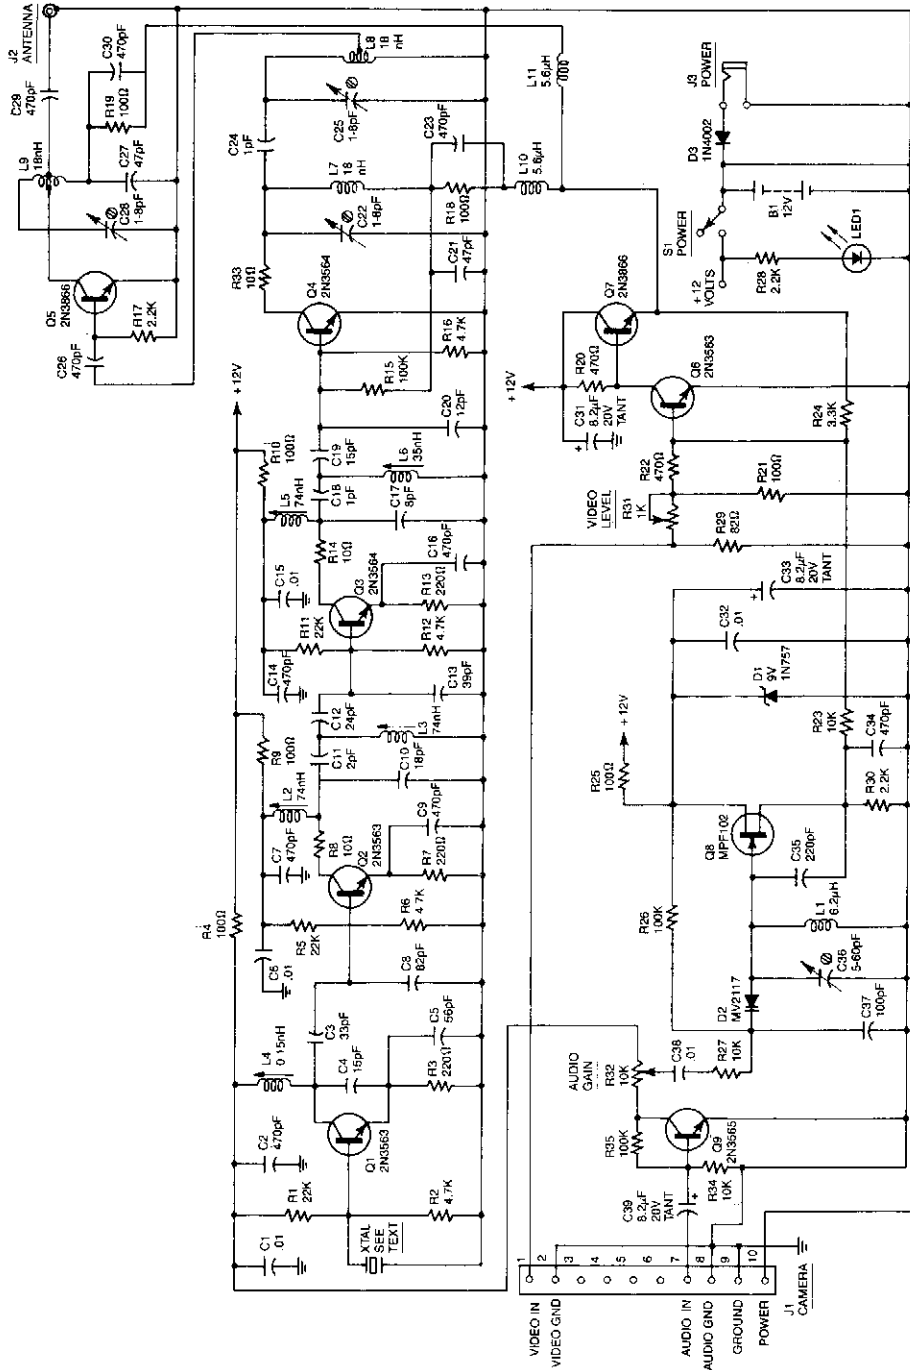 J2
ANTENNA
C29
470pF
C30
470pF
R19
100Ω
L9
18nH
C27
47pF
C28
1-8pF
Q5
2N3866
R17
2.2K
C26
470pF
L8
18
nH
C24
1pF
C25
1-8pF
L11
5.6μH
C23
470pF
L7
18
nH
R18
100Ω
L10
5.6μH
C22
1-8pF
C21
47pF
R33
10Ω
Q4
2N3564
R16
4.7K
R15
100K
C20
12pF
+12V
R10
100Ω
L5
74nH
C19
15pF
C18
1pF
L6
35nH
C17
8pF
R14
10Ω
C16
470pF
C15
.01
Q3
2N3564
R13
220Ω
R11
22K
R12
4.7K
C14
470pF
C13
39pF
C12
24pF
L3
74nH
C11
2pF
C10
18pF
R9
100Ω
L2
74nH
C7
470pF
R8
10Ω
Q2
2N3563
C9
470pF
R7
220Ω
R4
100Ω
C6
.01
R5
22K
R6
4.7K
C8
82pF
C3
33pF
C5
56pF
L4
0.15nH
C4
15pF
R3
220Ω
C2
470pF
Q1
2N3563
R1
22K
R2
4.7K
C1
.01
XTAL
SEE
TEXT
J3
POWER
D3
1N4002
S1
POWER
B1
12V
+12
VOLTS
R28
2.2K
LED1
+12V
Q7
2N3866
R20
470Ω
C31
8.2μF
20V
TANT
+
Q6
2N3563
R24
3.3K
R22
470Ω
R21
100Ω
VIDEO
LEVEL
R31
1K
R29
82Ω
C33
8.2μF
20V
TANT
+
C32
.01
D1
9V
1N757
R23
10K
C34
470pF
+12V
R25
100Ω
R30
2.2K
Q8
MPF102
C35
220pF
R26
100K
L1
6.2μH
C36
5-60pF
D2
MV2117
C37
100pF
AUDIO
GAIN
R32
10K
C38
.01
R27
10K
R35
100K
Q9
2N3565
C39
8.2μF
20V
TANT
+
R34
10K
VIDEO IN
1
VIDEO GND
2
3
4
5
6
AUDIO IN
7
AUDIO GND
8
GROUND
9
POWER
10
J1
CAMERA